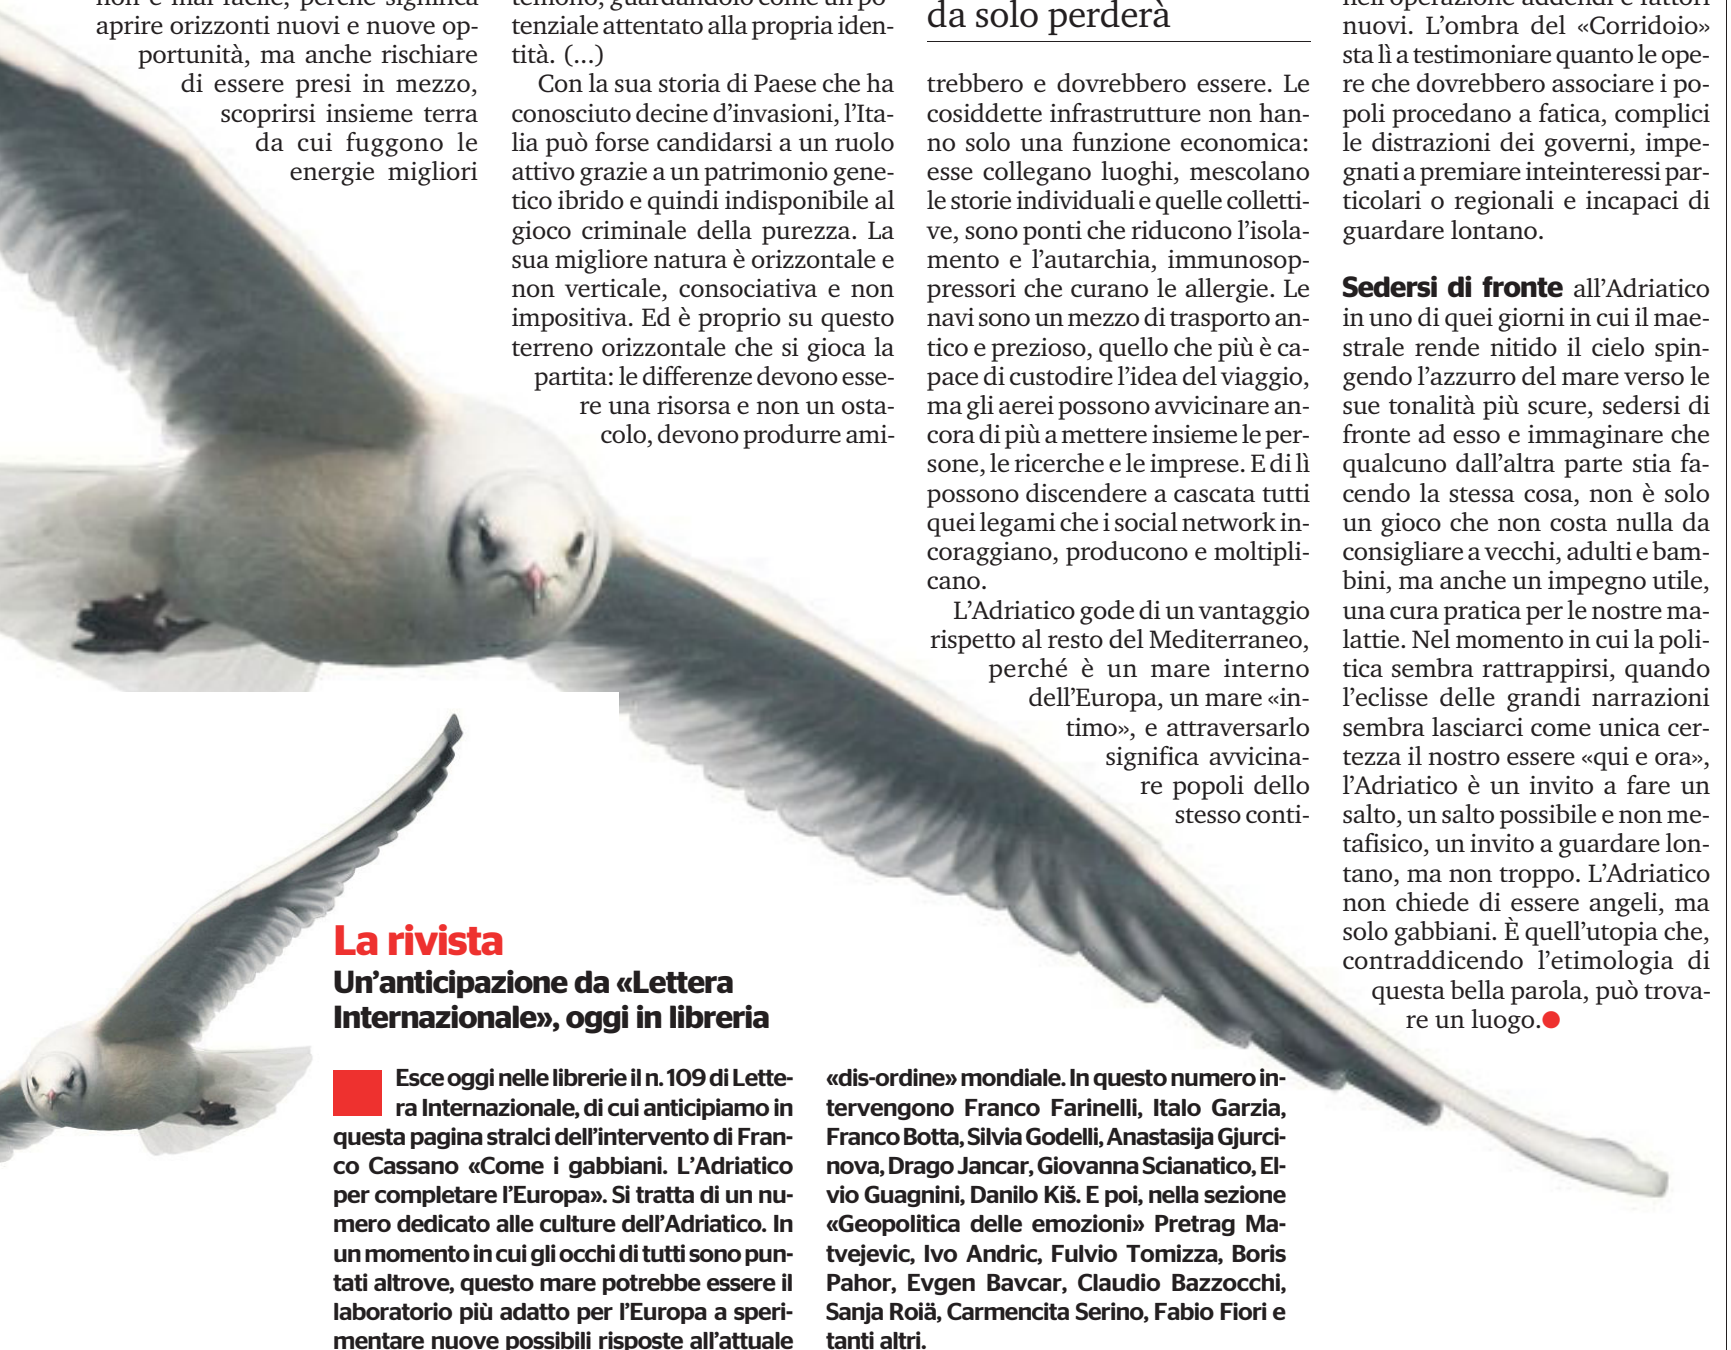 non è mai facile, perché significa
aprire orizzonti nuovi e nuove op-
portunità, ma anche rischiare
di essere presi in mezzo,
scoprirsi insieme terra
da cui fuggono le
energie migliori
temono, guardandolo come un po-
tenziale attentato alla propria iden-
tità. (...)
Con la sua storia di Paese che ha
conosciuto decine d’invasioni, l’Ita-
lia può forse candidarsi a un ruolo
attivo grazie a un patrimonio gene-
tico ibrido e quindi indisponibile al
gioco criminale della purezza. La
sua migliore natura è orizzontale e
non verticale, consociativa e non
impositiva. Ed è proprio su questo
terreno orizzontale che si gioca la
partita: le differenze devono esse-
re una risorsa e non un osta-
colo, devono produrre ami-
da solo perderà
trebbero e dovrebbero essere. Le
cosiddette infrastrutture non han-
no solo una funzione economica:
esse collegano luoghi, mescolano
le storie individuali e quelle colletti-
ve, sono ponti che riducono l’isola-
mento e l’autarchia, immunosop-
pressori che curano le allergie. Le
navi sono un mezzo di trasporto an-
tico e prezioso, quello che più è ca-
pace di custodire l’idea del viaggio,
ma gli aerei possono avvicinare an-
cora di più a mettere insieme le per-
sone, le ricerche e le imprese. E di lì
possono discendere a cascata tutti
quei legami che i social network in-
coraggiano, producono e moltipli-
cano.
L’Adriatico gode di un vantaggio
rispetto al resto del Mediterraneo,
perché è un mare interno
dell’Europa, un mare «in-
timo», e attraversarlo
significa avvicina-
re popoli dello
stesso conti-
nell’operazione addendi e fattori
nuovi. L’ombra del «Corridoio»
sta lì a testimoniare quanto le ope-
re che dovrebbero associare i po-
poli procedano a fatica, complici
le distrazioni dei governi, impe-
gnati a premiare inteinteressi par-
ticolari o regionali e incapaci di
guardare lontano.
Sedersi di fronte all’Adriatico
in uno di quei giorni in cui il mae-
strale rende nitido il cielo spin-
gendo l’azzurro del mare verso le
sue tonalità più scure, sedersi di
fronte ad esso e immaginare che
qualcuno dall’altra parte stia fa-
cendo la stessa cosa, non è solo
un gioco che non costa nulla da
consigliare a vecchi, adulti e bam-
bini, ma anche un impegno utile,
una cura pratica per le nostre ma-
lattie. Nel momento in cui la poli-
tica sembra rattrappirsi, quando
l’eclisse delle grandi narrazioni
sembra lasciarci come unica cer-
tezza il nostro essere «qui e ora»,
l’Adriatico è un invito a fare un
salto, un salto possibile e non me-
tafisico, un invito a guardare lon-
tano, ma non troppo. L’Adriatico
non chiede di essere angeli, ma
solo gabbiani. È quell’utopia che,
contraddicendo l’etimologia di
questa bella parola, può trova-
re un luogo.
La rivista
Un’anticipazione da «Lettera
Internazionale», oggi in libreria
Esce oggi nelle librerie il n. 109 di Lette-
ra Internazionale, di cui anticipiamo in
questa pagina stralci dell’intervento di Fran-
co Cassano «Come i gabbiani. L’Adriatico
per completare l’Europa». Si tratta di un nu-
mero dedicato alle culture dell’Adriatico. In
un momento in cui gli occhi di tutti sono pun-
tati altrove, questo mare potrebbe essere il
laboratorio più adatto per l’Europa a speri-
mentare nuove possibili risposte all’attuale
«dis-ordine» mondiale. In questo numero in-
tervengono Franco Farinelli, Italo Garzia,
Franco Botta, Silvia Godelli, Anastasija Gjurci-
nova, Drago Jancar, Giovanna Scianatico, El-
vio Guagnini, Danilo Kiš. E poi, nella sezione
«Geopolitica delle emozioni» Pretrag Ma-
tvejevic, Ivo Andric, Fulvio Tomizza, Boris
Pahor, Evgen Bavcar, Claudio Bazzocchi,
Sanja Roiä, Carmencita Serino, Fabio Fiori e
tanti altri.